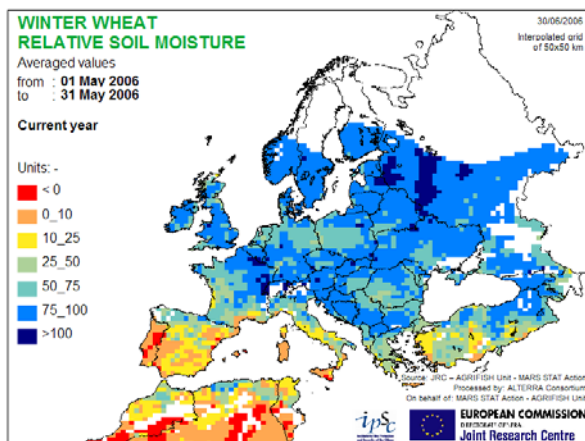 WINTER WHEAT
RELATIVE SOIL MOISTURE
Averaged values
from : 01 May 2006
to : 31 May 2006
Current year
Units: -
< 0
0_10
10_25
25_50
50_75
75_100
>100
30/06/2006
Interpolated grid
of 50x50 km
Source: JRC – AGRIFISH Unit - MARS STAT Action
Processed by: ALTERRA Consortium
On behalf of: MARS STAT Action - AGRIFISH Unit
ipsc
EUROPEAN COMMISSION
Joint Research Centre